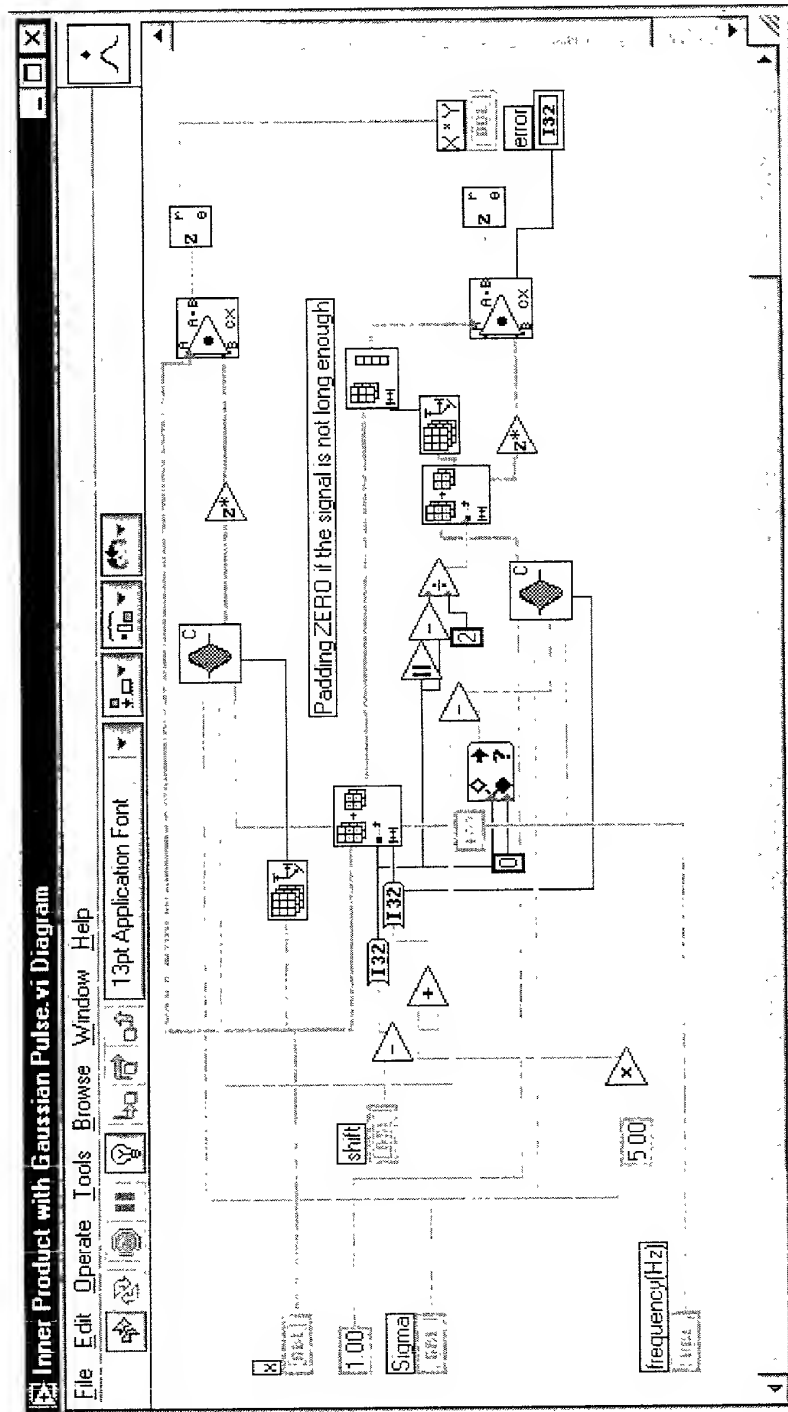 Inner Product with Gaussian Pulse.vi Diagram
File Edit Operate Tools Browse Window Help
13pt Application Font
x
1.00
Sigma
frequency(Hz)
shift
5.00
I32
I32
0
Padding ZERO if the signal is not long enough
2
C
C
z*
z*
A
B
A•B
CX
A
B
A•B
CX
z
r
e
z
r
e
X*Y
error
I32